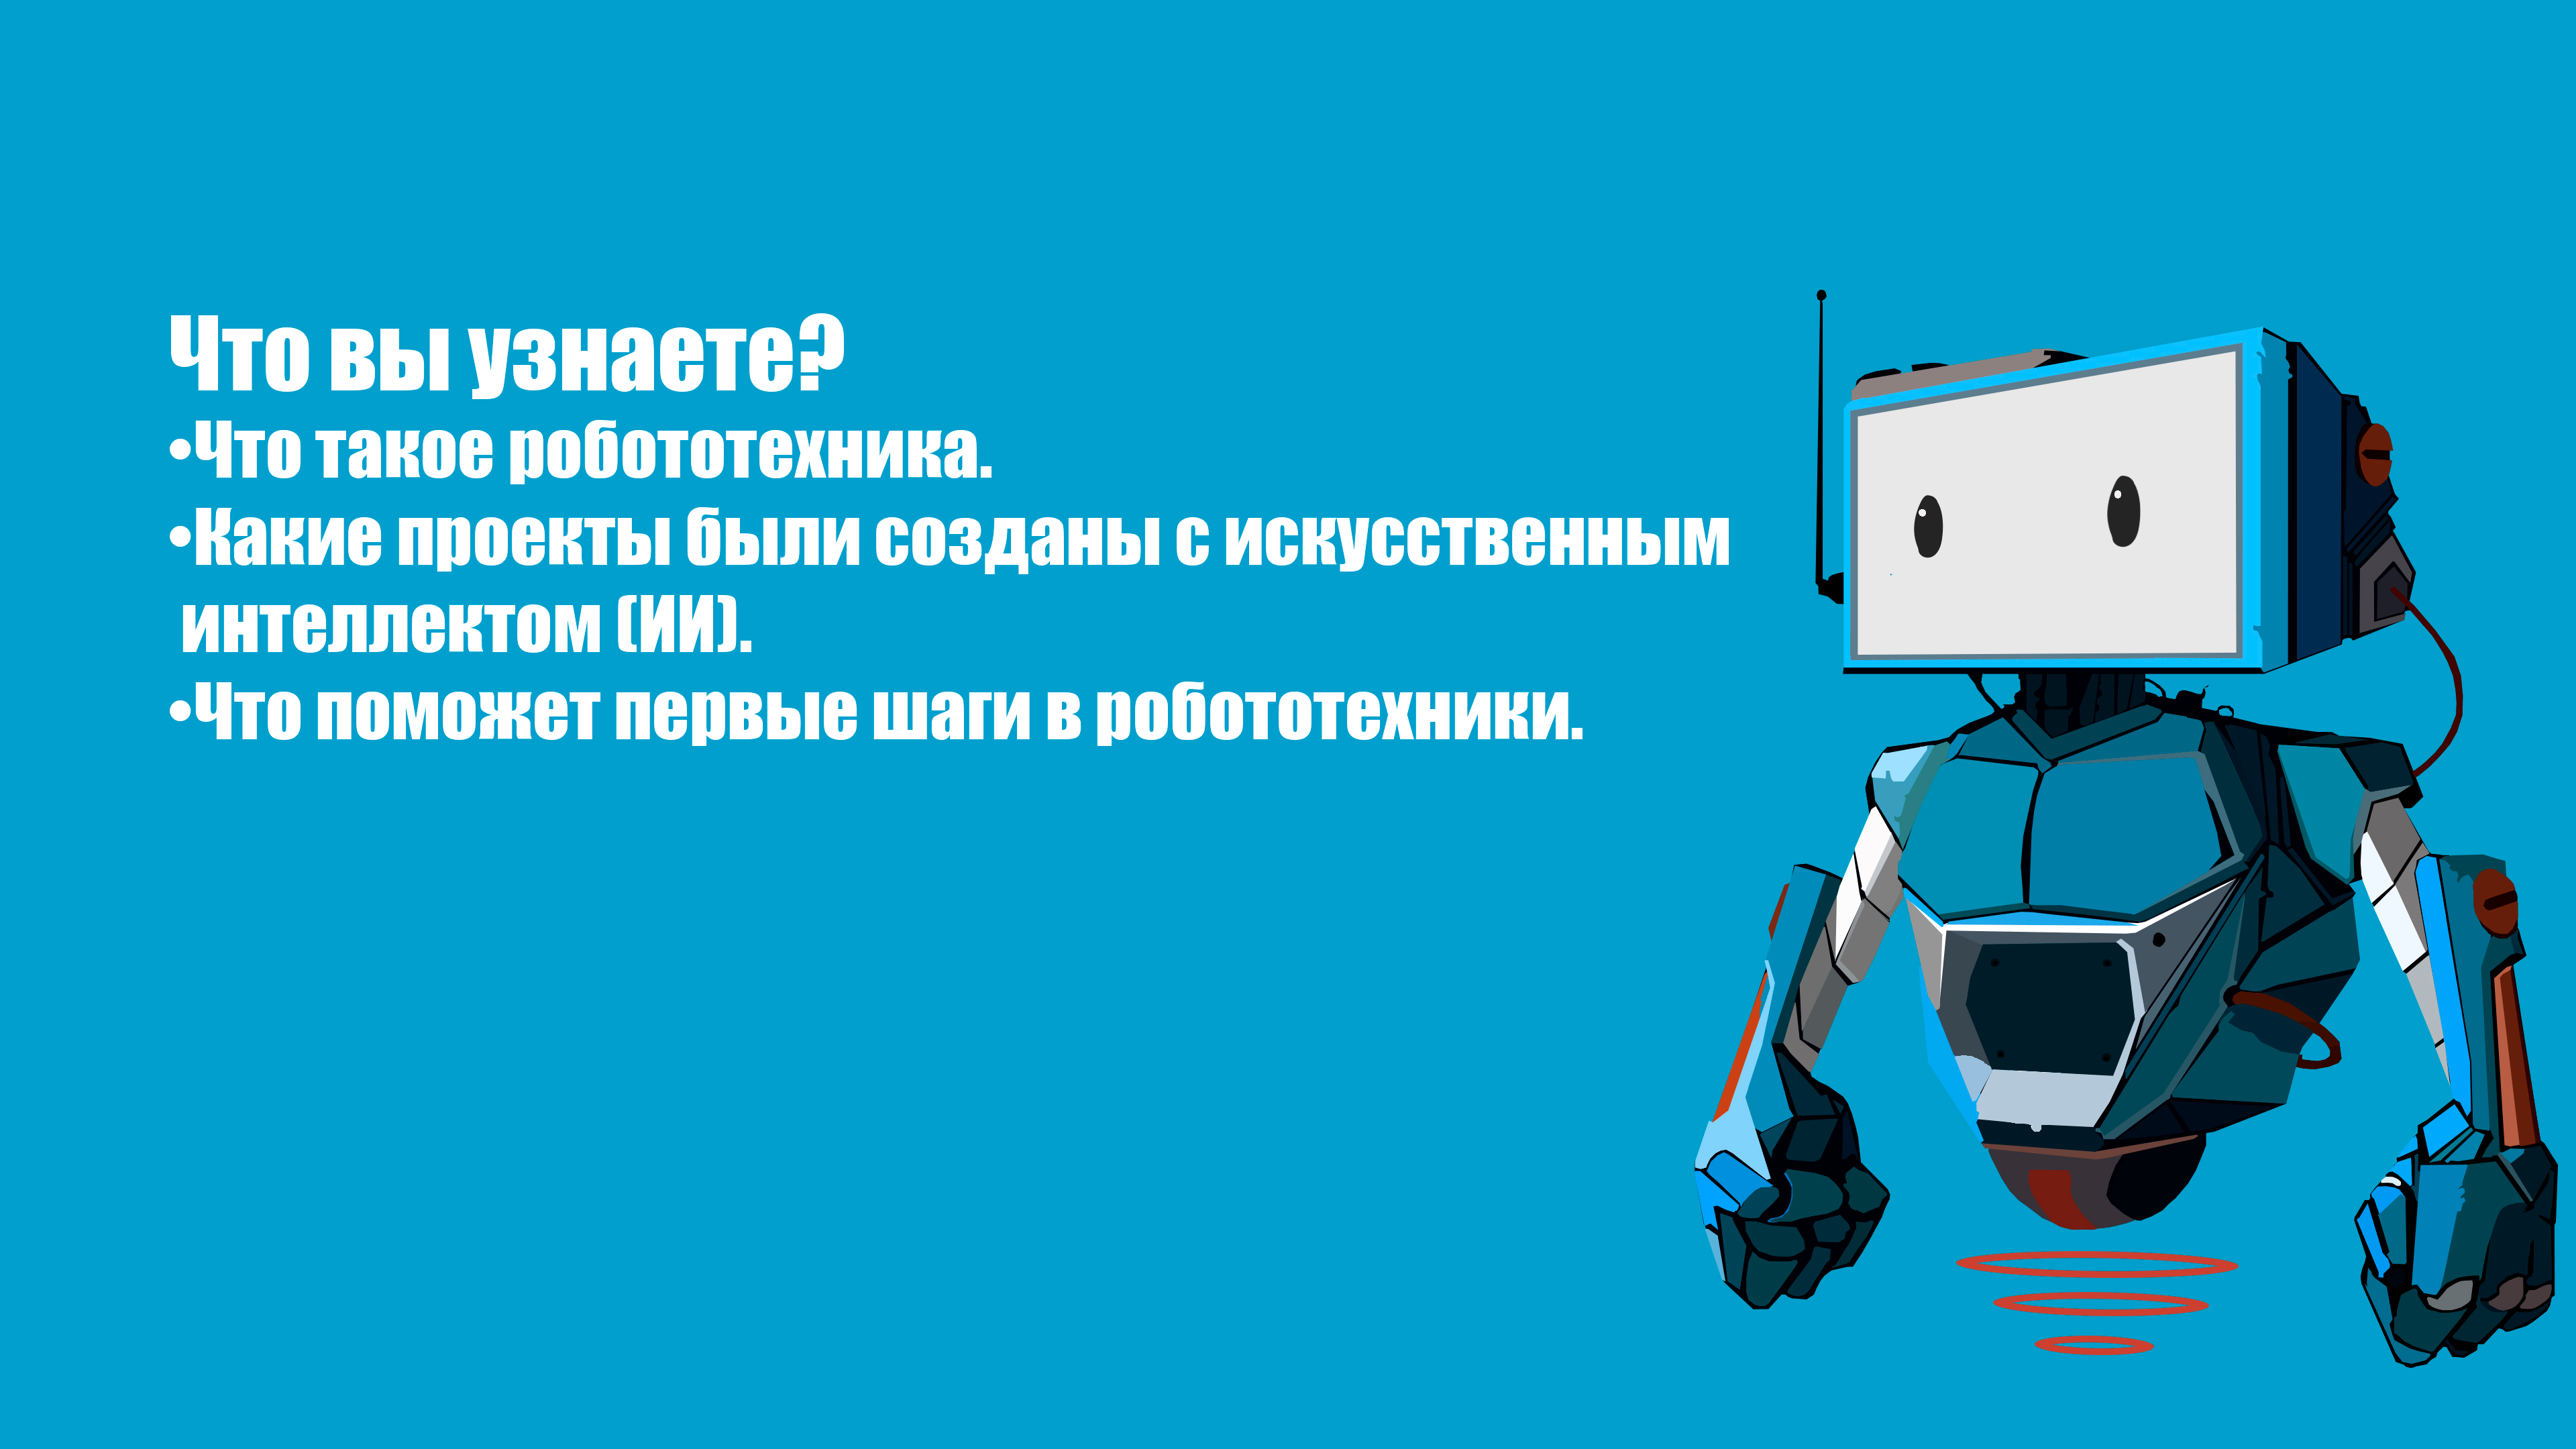 Что вы узнаете?
•Что такое робототехника.
•Какие проекты были созданы с искусственным
интеллектом (ИИ).
•Что поможет первые шаги в робототехники.